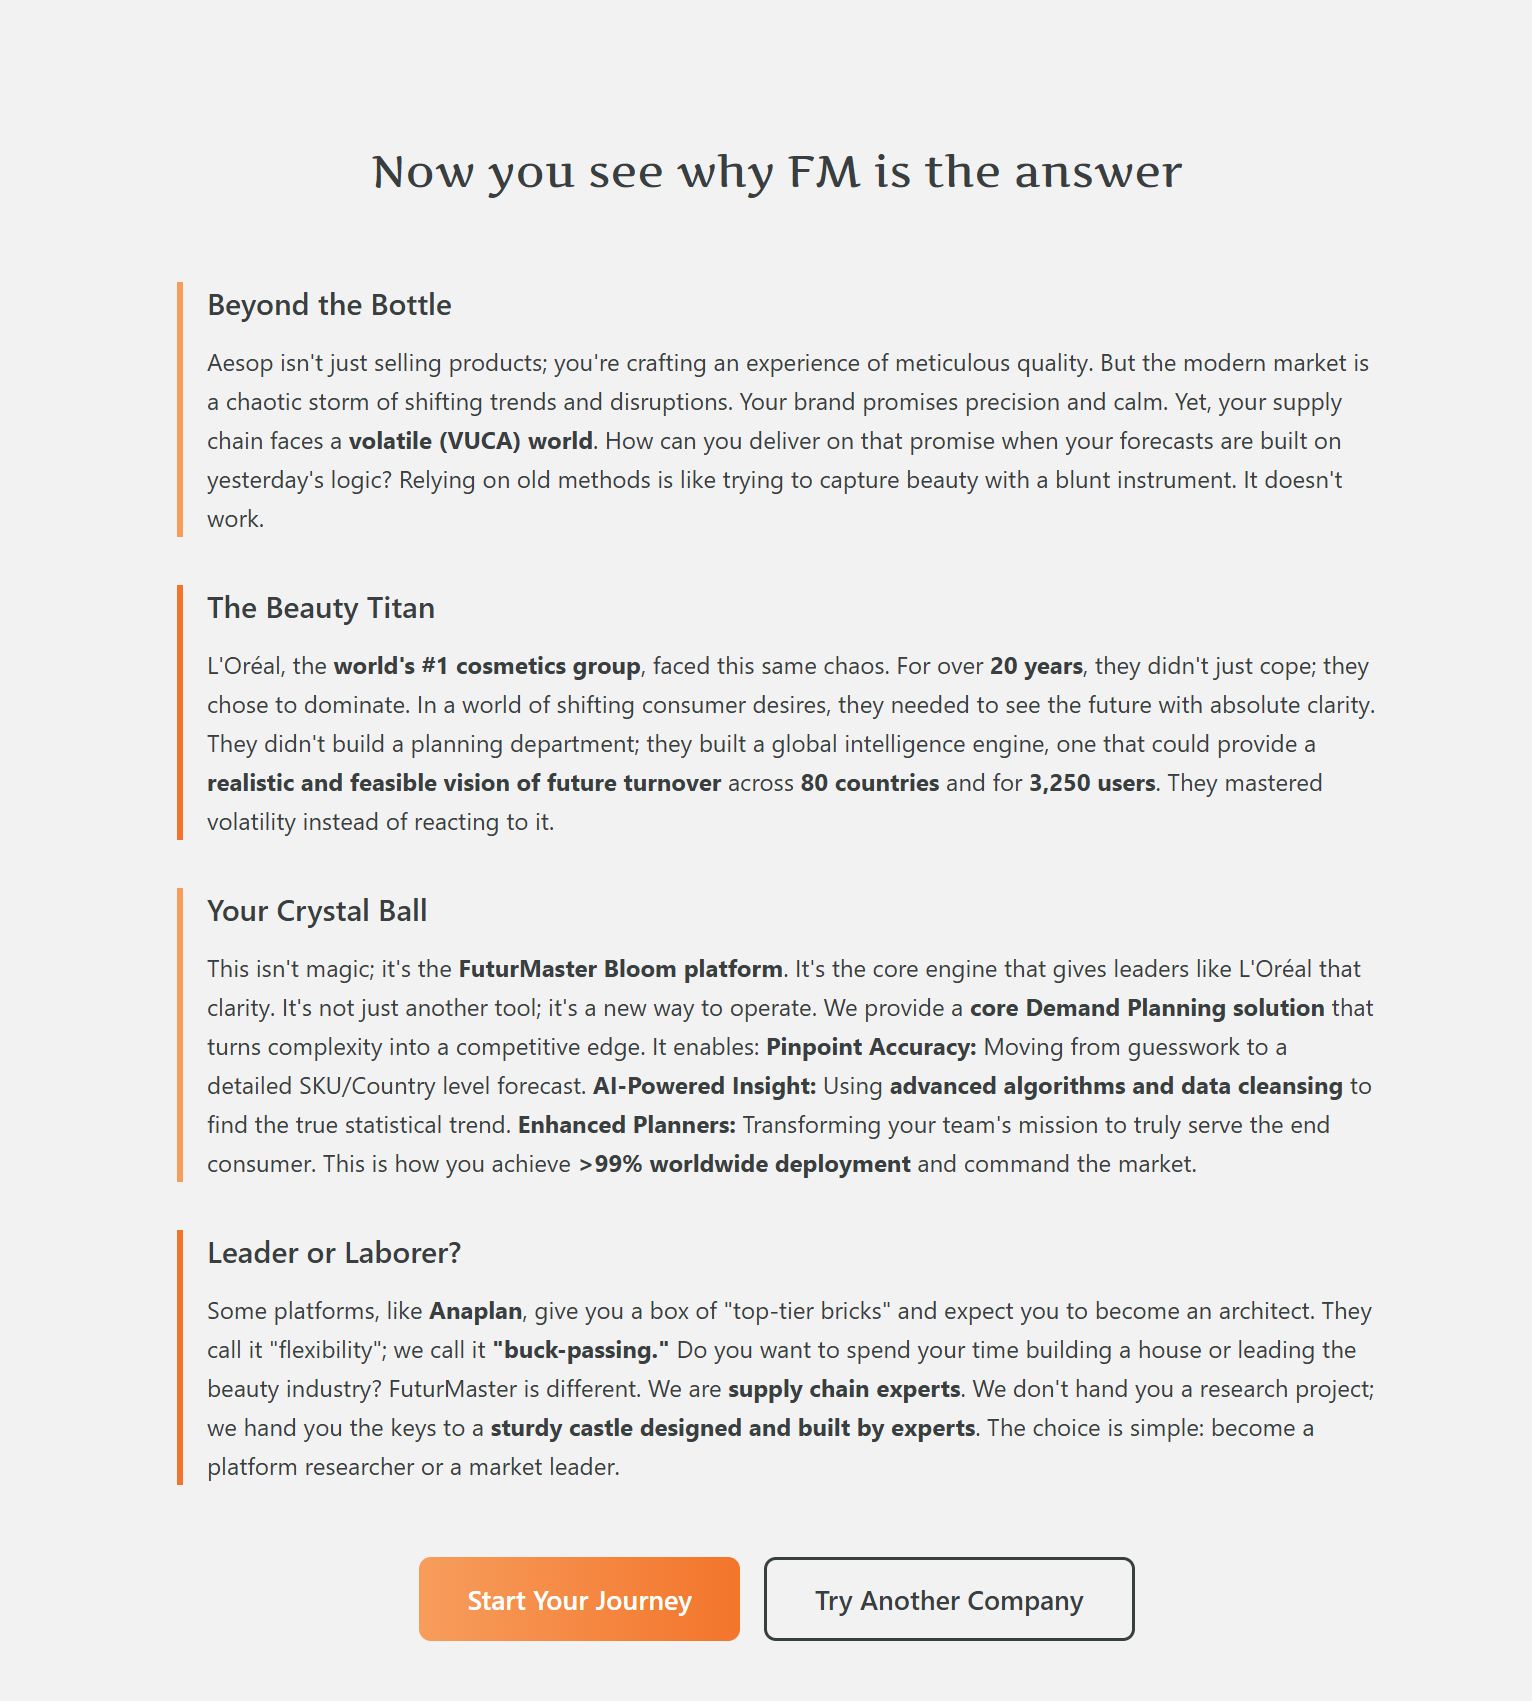 Now you see why FM is the answer
Beyond the Bottle
Aesop isn't just selling products; you're crafting an experience of meticulous quality. But the modern market is
a chaotic storm of shifting trends and disruptions. Your brand promises precision and calm. Yet, your supply
chain faces a volatile (VUCA) world. How can you deliver on that promise when your forecasts are built on
yesterday's logic? Relying on old methods is like trying to capture beauty with a blunt instrument. It doesn't
work.
The Beauty Titan
L'Oréal, the world's #1 cosmetics group, faced this same chaos. For over 20 years, they didn't just cope; they
chose to dominate. In a world of shifting consumer desires, they needed to see the future with absolute clarity.
They didn't build a planning department; they built a global intelligence engine, one that could provide a
realistic and feasible vision of future turnover across 80 countries and for 3,250 users. They mastered
volatility instead of reacting to it.
Your Crystal Ball
This isn't magic; it's the FuturMaster Bloom platform. It's the core engine that gives leaders like L'Oréal that
clarity. It's not just another tool; it's a new way to operate. We provide a core Demand Planning solution that
turns complexity into a competitive edge. It enables: Pinpoint Accuracy: Moving from guesswork to a
detailed SKU/Country level forecast. AI-Powered Insight: Using advanced algorithms and data cleansing to
find the true statistical trend. Enhanced Planners: Transforming your team's mission to truly serve the end
consumer. This is how you achieve >99% worldwide deployment and command the market.
Leader or Laborer?
Some platforms, like Anaplan, give you a box of "top-tier bricks" and expect you to become an architect. They
call it "flexibility"; we call it "buck-passing." Do you want to spend your time building a house or leading the
beauty industry? FuturMaster is different. We are supply chain experts. We don't hand you a research project;
we hand you the keys to a sturdy castle designed and built by experts. The choice is simple: become a
platform researcher or a market leader.
Start Your Journey
Try Another Company